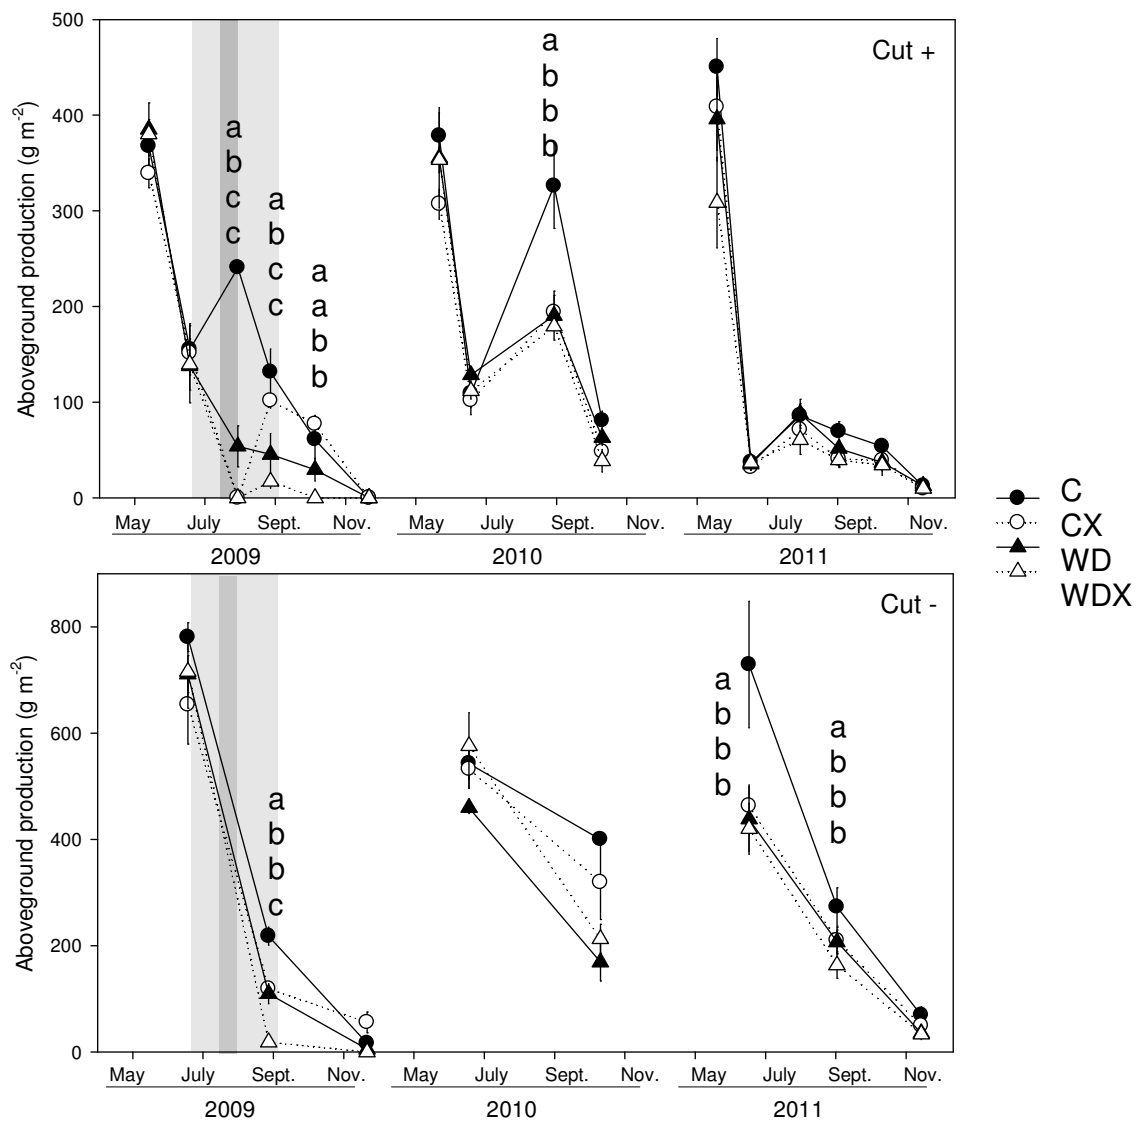 500
Cut +
400
300
200
100
0
Aboveground production (g m-2)
a
b
c
c
a
b
c
c
a
a
b
b
a
b
b
b
May July Sept. Nov. May July Sept. Nov. May July Sept. Nov.
2009 2010 2011
C
CX
WD
WDX
Cut -
800
600
400
200
0
Aboveground production (g m-2)
a
b
b
c
a
b
b
b
a
b
b
b
May July Sept. Nov. May July Sept. Nov. May July Sept. Nov.
2009 2010 2011